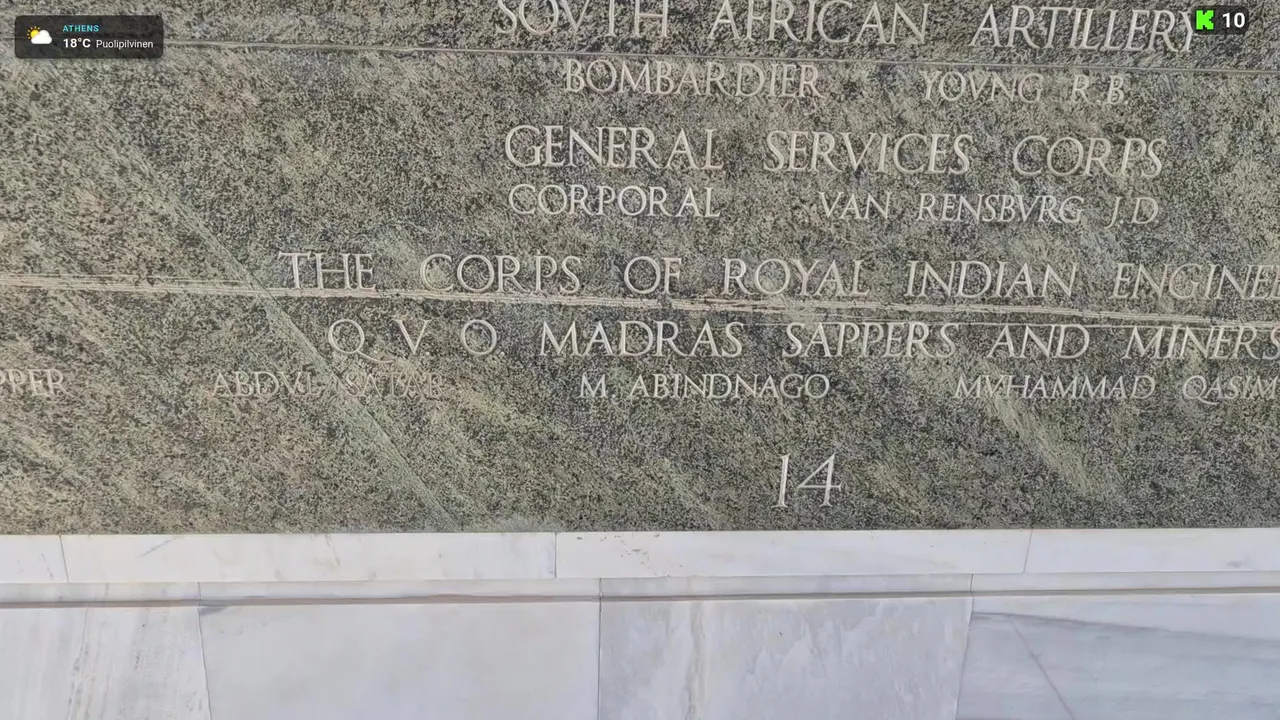 ATHENS
18°C Puolipilvinen
K 10
SOVTH AFRICAN ARTILLERY
BOMBARDIER YOVNG R.B.
GENERAL SERVICES CORPS
CORPORAL VAN RENSBVRG J.D
THE CORPS OF ROYAL INDIAN ENGINEE
Q V O MADRAS SAPPERS AND MINERS
PPER ABDVL SATAR M. ABINDNAGO MVHAMMAD QASIM
14